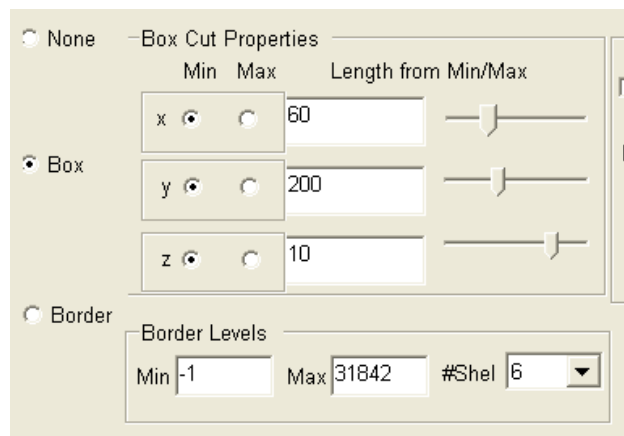 None Box Cut Properties
Min Max Length from Min/Max
x 60
Box
y 200
z 10
Border
Border Levels
Min -1 Max 31842 #Shel 6